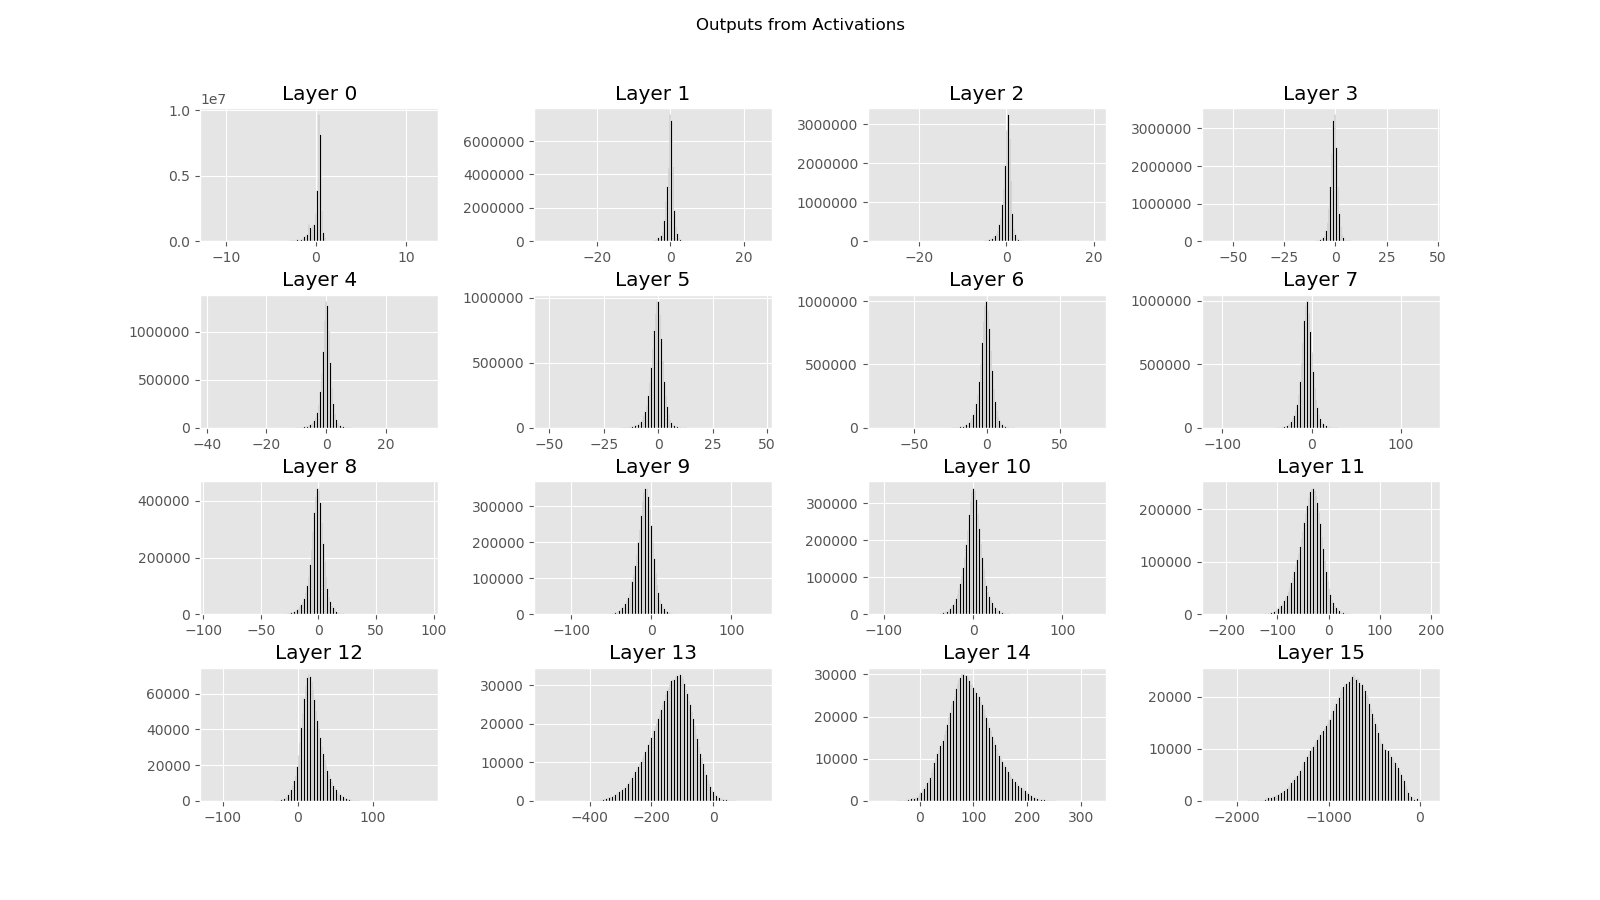 Outputs from Activations
Layer 0
Layer 1
Layer 2
Layer 3
1e7
1.0
0.5
0.0
−10 0 10
6000000
4000000
2000000
0
−20 0 20
3000000
2000000
1000000
0
−20 0 20
3000000
2000000
1000000
0
−50 −25 0 25 50
Layer 4
Layer 5
Layer 6
Layer 7
1000000
500000
0
−40 −20 0 20
1000000
500000
0
−50 −25 0 25 50
1000000
500000
0
−50 0 50
1000000
500000
0
−100 0 100
Layer 8
Layer 9
Layer 10
Layer 11
400000
200000
0
−100 −50 0 50 100
300000
200000
100000
0
−100 0 100
300000
200000
100000
0
−100 0 100
200000
100000
0
−200 −100 0 100 200
Layer 12
Layer 13
Layer 14
Layer 15
60000
40000
20000
0
−100 0 100
30000
20000
10000
0
−400 −200 0
30000
20000
10000
0
0 100 200 300
20000
10000
0
−2000 −1000 0